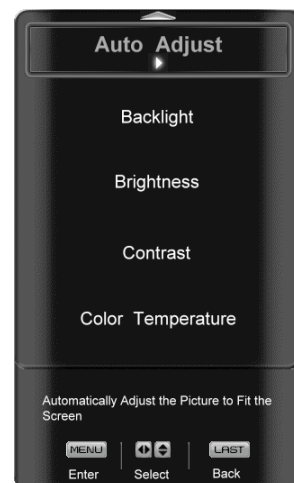 Auto Adjust
Backlight
Brightness
Contrast
Color Temperature
Automatically Adjust the Picture to Fit the
Screen
MENU LAST
Enter Select Back